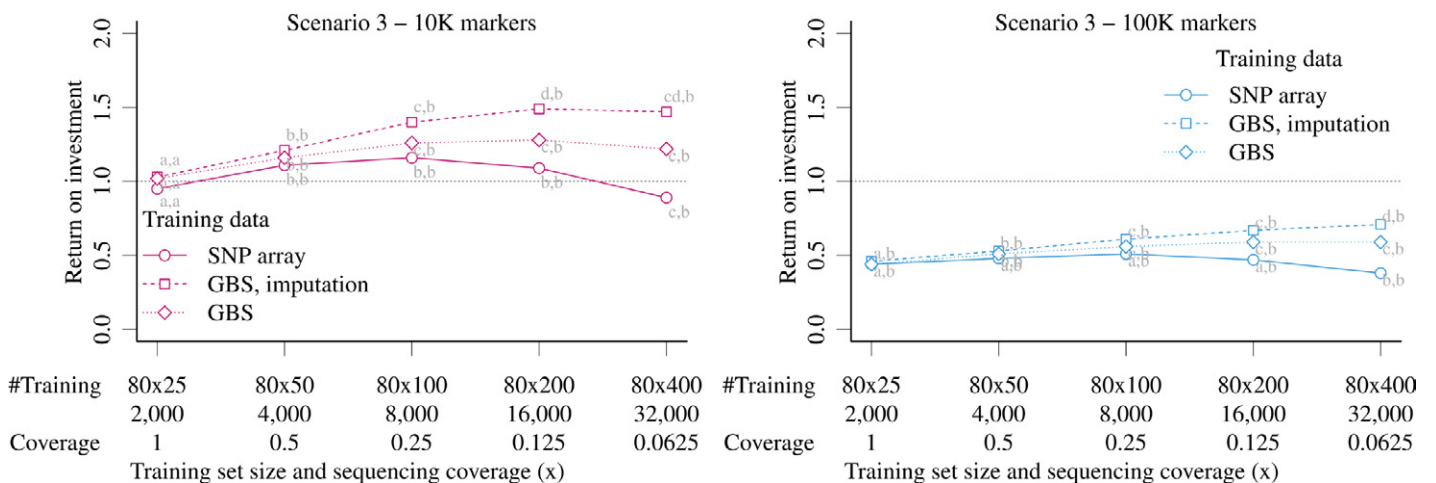 Scenario 3 – 10K markers
Return on investment
2.0
1.5
1.0
0.5
0.0
a,a
b,b
c,b
d,b
cd,b
a,a
b,b
c,b
c,b
c,b
a,a
b,b
b,b
b,b
c,b
Training data
SNP array
GBS, imputation
GBS
#Training 80x25 80x50 80x100 80x200 80x400
2,000 4,000 8,000 16,000 32,000
Coverage 1 0.5 0.25 0.125 0.0625
Training set size and sequencing coverage (x)
Scenario 3 – 100K markers
Return on investment
2.0
1.5
1.0
0.5
0.0
Training data
SNP array
GBS, imputation
GBS
a,b
b,b
c,b
c,b
d,b
c,b
c,b
a,b
a,b
b,b
#Training 80x25 80x50 80x100 80x200 80x400
2,000 4,000 8,000 16,000 32,000
Coverage 1 0.5 0.25 0.125 0.0625
Training set size and sequencing coverage (x)